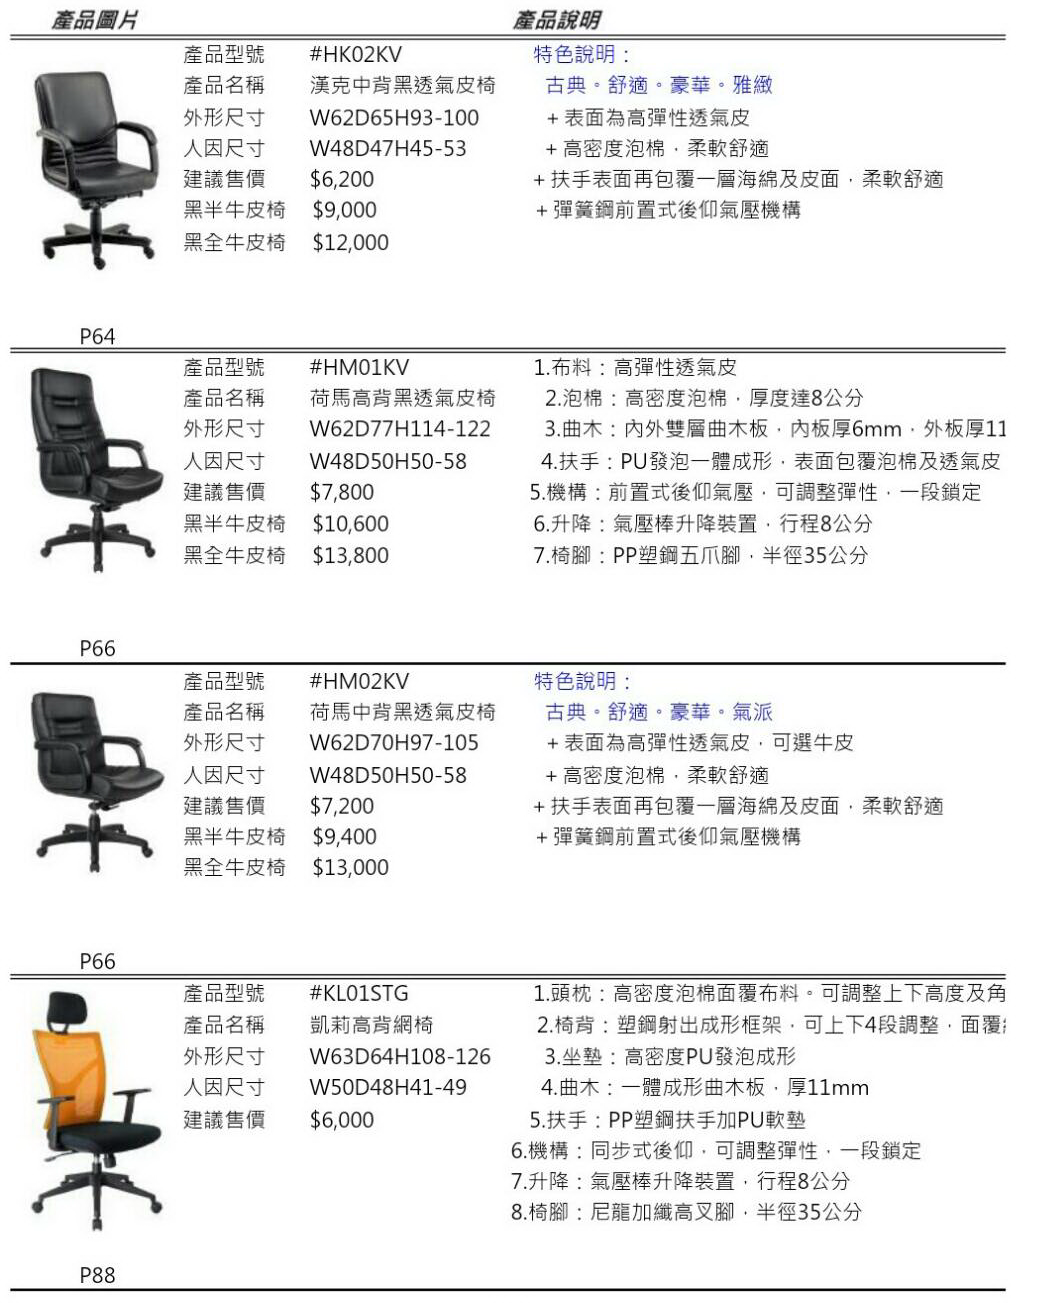 產品圖片 產品說明
產品型號 #HK02KV 特色說明：
產品名稱 漢克中背黑透氣皮椅 古典。舒適。豪華。雅緻
外形尺寸 W62D65H93-100 + 表面為高彈性透氣皮
人因尺寸 W48D47H45-53 + 高密度泡棉，柔軟舒適
建議售價 $6,200 + 扶手表面再包覆一層海綿及皮面，柔軟舒適
黑半牛皮椅 $9,000 + 彈簧鋼前置式後仰氣壓機構
黑全牛皮椅 $12,000
P64
產品型號 #HM01KV 1.布料：高彈性透氣皮
產品名稱 荷馬高背黑透氣皮椅 2.泡棉：高密度泡棉，厚度達8公分
外形尺寸 W62D77H114-122 3.曲木：內外雙層曲木板，內板厚6mm，外板厚11
人因尺寸 W48D50H50-58 4.扶手：PU發泡一體成形，表面包覆泡棉及透氣皮
建議售價 $7,800 5.機構：前置式後仰氣壓，可調整彈性，一段鎖定
黑半牛皮椅 $10,600 6.升降：氣壓棒升降裝置，行程8公分
黑全牛皮椅 $13,800 7.椅腳：PP塑鋼五爪腳，半徑35公分
P66
產品型號 #HM02KV 特色說明：
產品名稱 荷馬中背黑透氣皮椅 古典。舒適。豪華。氣派
外形尺寸 W62D70H97-105 + 表面為高彈性透氣皮，可選牛皮
人因尺寸 W48D50H50-58 + 高密度泡棉，柔軟舒適
建議售價 $7,200 + 扶手表面再包覆一層海綿及皮面，柔軟舒適
黑半牛皮椅 $9,400 + 彈簧鋼前置式後仰氣壓機構
黑全牛皮椅 $13,000
P66
產品型號 #KL01STG 1.頭枕：高密度泡棉面覆布料。可調整上下高度及角
產品名稱 凱莉高背網椅 2.椅背：塑鋼射出成形框架，可上下4段調整，面覆
外形尺寸 W63D64H108-126 3.坐墊：高密度PU發泡成形
人因尺寸 W50D48H41-49 4.曲木：一體成形曲木板，厚11mm
建議售價 $6,000 5.扶手：PP塑鋼扶手加PU軟墊
6.機構：同步式後仰，可調整彈性，一段鎖定
7.升降：氣壓棒升降裝置，行程8公分
8.椅腳：尼龍加纖高叉腳，半徑35公分
P88